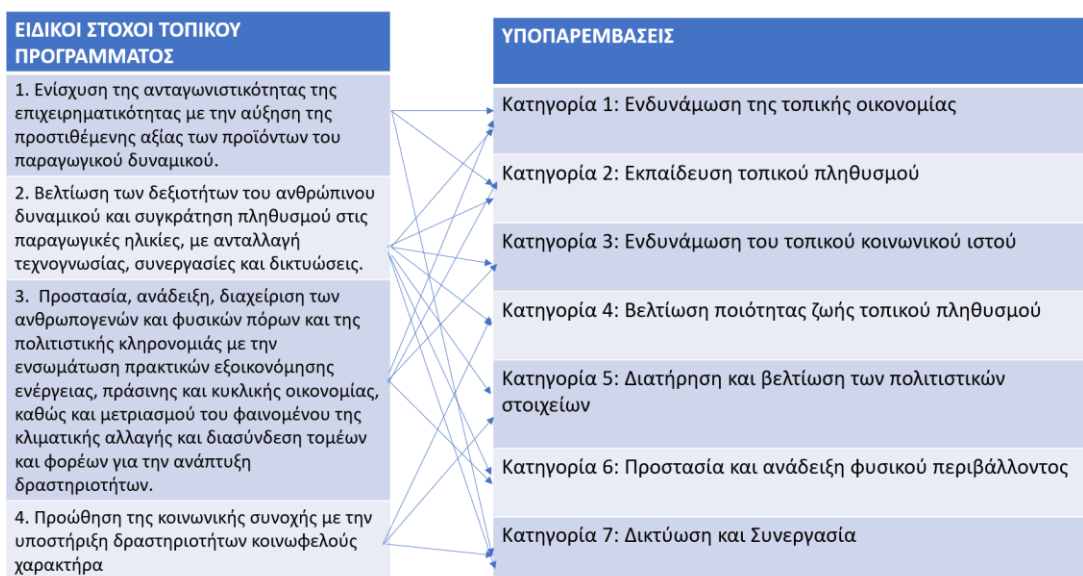 ΕΙΔΙΚΟΙ ΣΤΟΧΟΙ ΤΟΠΙΚΟΥ
ΠΡΟΓΡΑΜΜΑΤΟΣ
1. Ενίσχυση της ανταγωνιστικότητας της
επιχειρηματικότητας με την αύξηση της
προστιθέμενης αξίας των προϊόντων του
παραγωγικού δυναμικού.
2. Βελτίωση των δεξιοτήτων του ανθρώπινου
δυναμικού και συγκράτηση πληθυσμού στις
παραγωγικές ηλικίες, με ανταλλαγή
τεχνογνωσίας, συνεργασίες και δικτυώσεις.
3. Προστασία, ανάδειξη, διαχείριση των
ανθρωπογενών και φυσικών πόρων και της
πολιτιστικής κληρονομιάς με την
ενσωμάτωση πρακτικών εξοικονόμησης
ενέργειας, πράσινης και κυκλικής οικονομίας,
καθώς και μετριασμού του φαινομένου της
κλιματικής αλλαγής και διασύνδεση τομέων
και φορέων για την ανάπτυξη
δραστηριοτήτων.
4. Προώθηση της κοινωνικής συνοχής με την
υποστήριξη δραστηριοτήτων κοινωφελούς
χαρακτήρα
ΥΠΟΠΑΡΕΜΒΑΣΕΙΣ
Κατηγορία 1: Ενδυνάμωση της τοπικής οικονομίας
Κατηγορία 2: Εκπαίδευση τοπικού πληθυσμού
Κατηγορία 3: Ενδυνάμωση του τοπικού κοινωνικού ιστού
Κατηγορία 4: Βελτίωση ποιότητας ζωής τοπικού πληθυσμού
Κατηγορία 5: Διατήρηση και βελτίωση των πολιτιστικών
στοιχείων
Κατηγορία 6: Προστασία και ανάδειξη φυσικού περιβάλλοντος
Κατηγορία 7: Δικτύωση και Συνεργασία